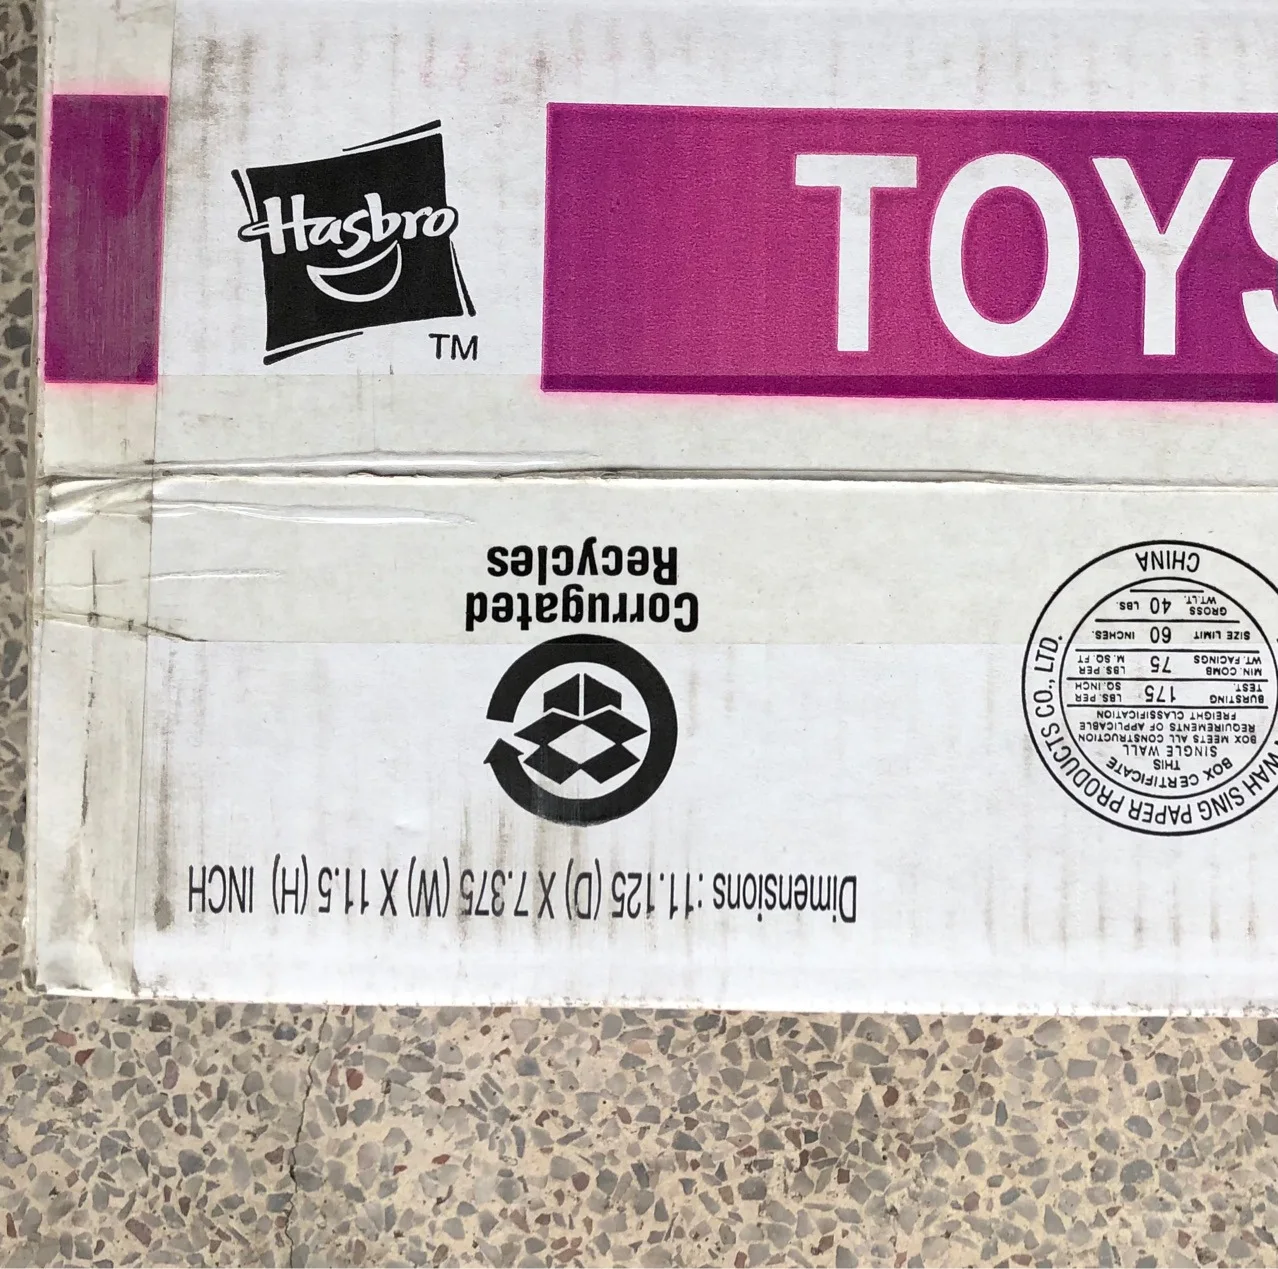 Hasbro
TM
TOYS
Corrugated
Recycles
Dimensions : 11.125 (D) X 7.375 (W) X 11.5 (H) INCH
WAH SING PAPER PRODUCTS CO., LTD.
BOX CERTIFICATE
THIS
SINGLE WALL
BOX MEETS ALL CONSTRUCTION
REQUIREMENTS OF APPLICABLE
FREIGHT CLASSIFICATION
BURSTING TEST. 175 LBS. PER SQ. INCH
MIN. COMB WT. FACINGS 75 LBS. PER M. SQ. FT
SIZE LIMIT 60 INCHES.
GROSS WT. LT. 40 LBS.
CHINA